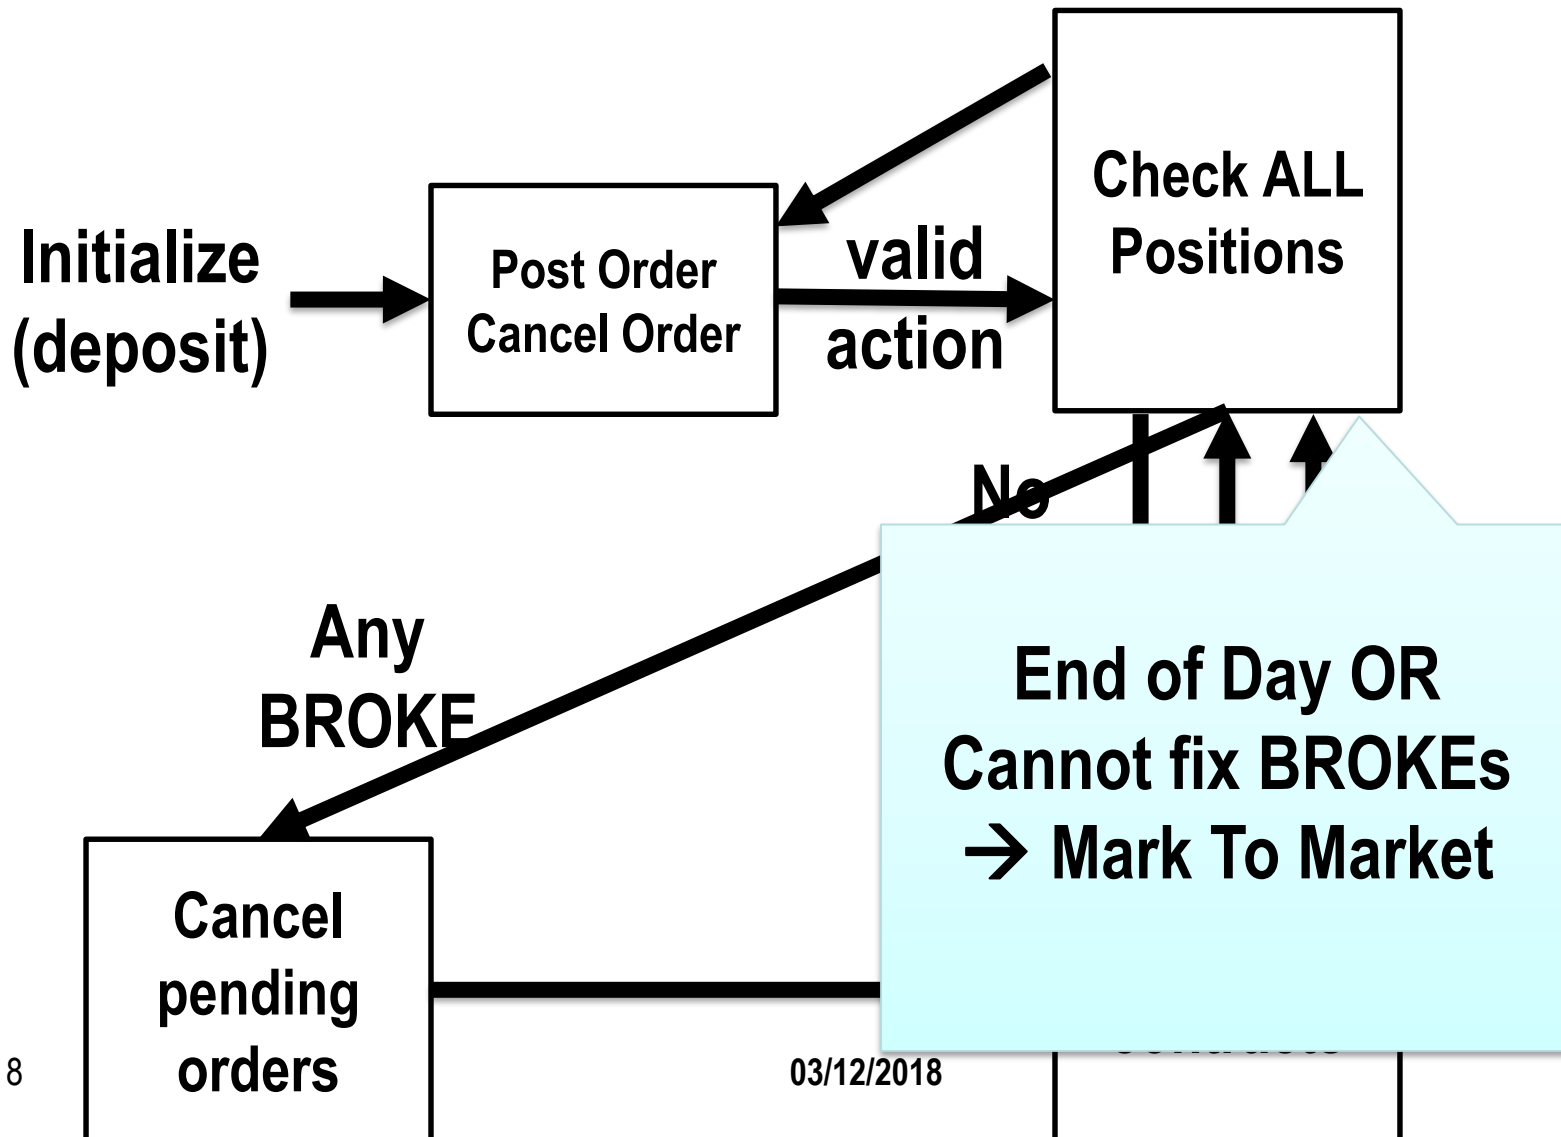 Initialize
(deposit)
Post Order
Cancel Order
valid
action
Check ALL
Positions
No
Any
BROKE
End of Day OR
Cannot fix BROKEs
→ Mark To Market
Cancel
pending
orders
8
03/12/2018